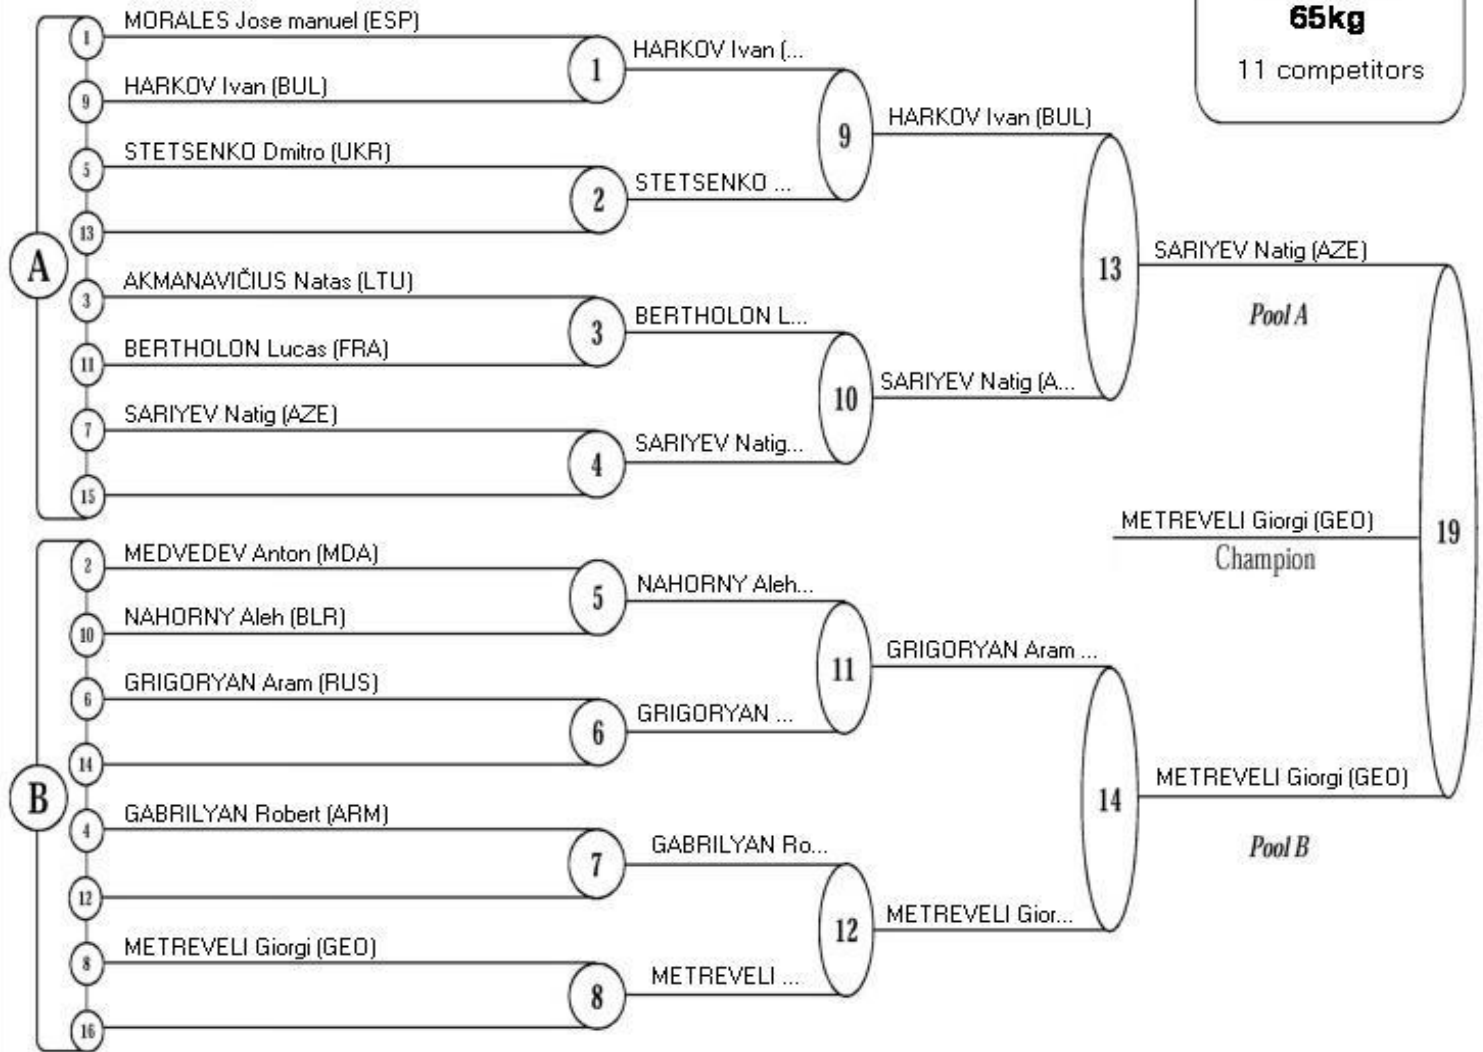 65kg
11 competitors
A
1 MORALES Jose manuel (ESP)
9 HARKOV Ivan (BUL)
5 STETSENKO Dmitro (UKR)
13
3 AKMANAVIČIUS Natas (LTU)
11 BERTHOLON Lucas (FRA)
7 SARIYEV Natig (AZE)
15
1
2
3
4
HARKOV Ivan (...
STETSENKO ...
BERTHOLON L...
SARIYEV Natig...
9
10
HARKOV Ivan (BUL)
SARIYEV Natig (A...
13
SARIYEV Natig (AZE)
Pool A
B
2 MEDVEDEV Anton (MDA)
10 NAHORNY Aleh (BLR)
6 GRIGORYAN Aram (RUS)
14
4 GABRILYAN Robert (ARM)
12
8 METREVELI Giorgi (GEO)
16
5
6
7
8
NAHORNY Aleh...
GRIGORYAN ...
GABRILYAN Ro...
METREVELI ...
11
12
GRIGORYAN Aram ...
METREVELI Gior...
14
METREVELI Giorgi (GEO)
Pool B
METREVELI Giorgi (GEO)
Champion
19